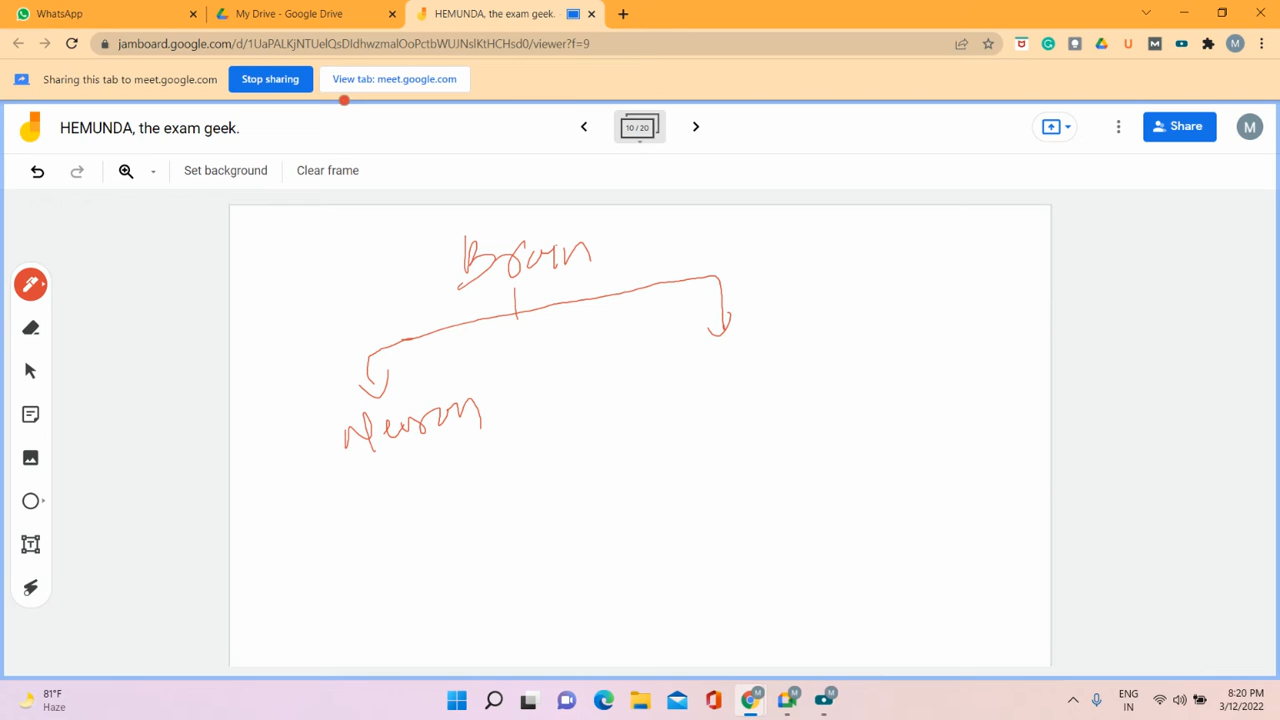 WhatsApp
My Drive - Google Drive
HEMUNDA, the exam geek.
jamboard.google.com/d/1UaPALKjNTUelQsDIdhwzmalOoPctbWUJNslKtHCHsd0/viewer?f=9
Sharing this tab to meet.google.com
Stop sharing
View tab: meet.google.com
HEMUNDA, the exam geek.
10 / 20
Share
M
Set background
Clear frame
Brain
Neuron
81°F
Haze
ENG
IN
8:20 PM
3/12/2022